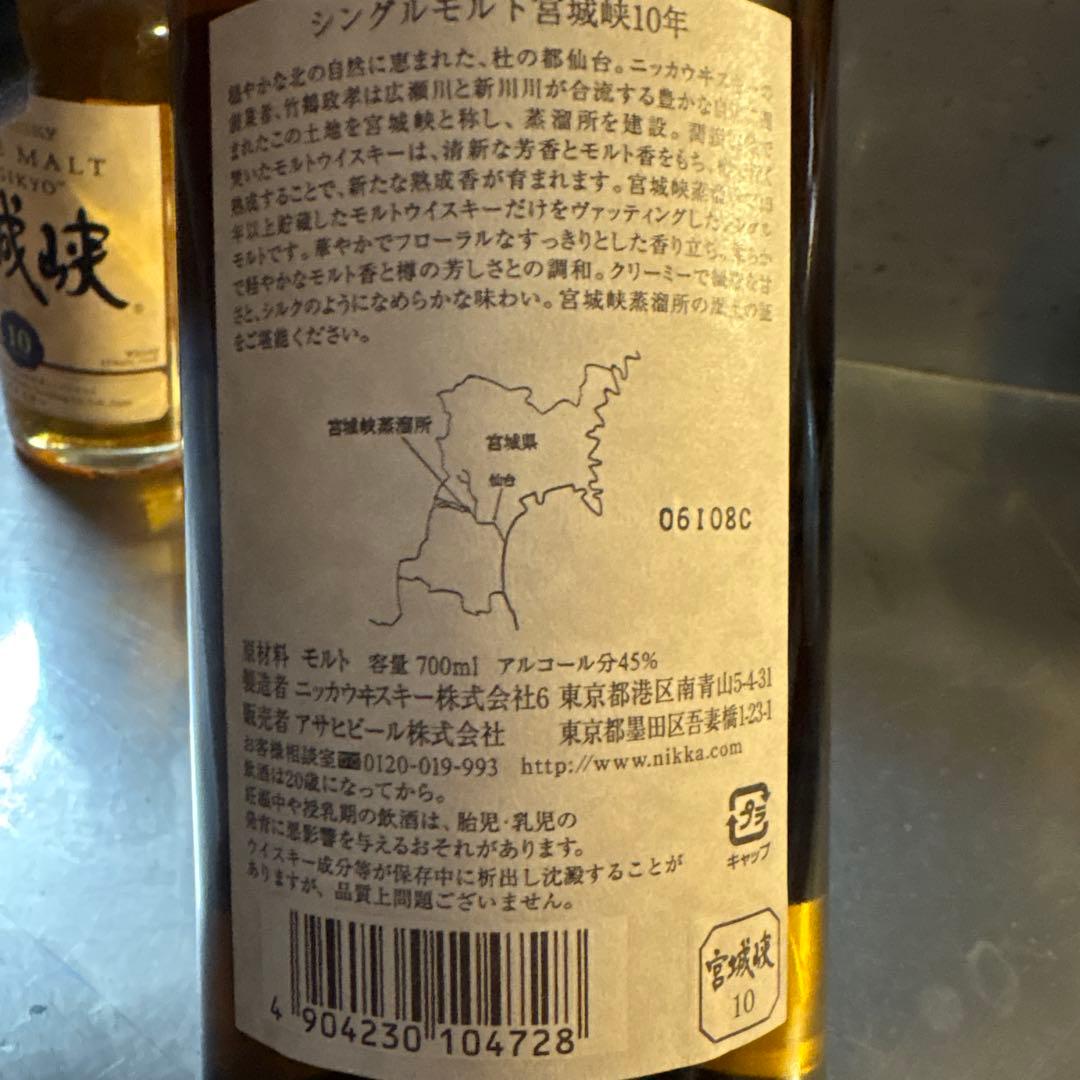 シングルモルト宮城峡10年
穏やかな北の自然に恵まれた、杜の都仙台。ニッカウヰスキーの
創業者、竹鶴政孝は広瀬川と新川川が合流する豊かな
まれたこの土地を宮城峡と称し、蒸溜所を建設。
焚いたモルトウイスキーは、清新な芳香とモルト香をもち、
熟成することで、新たな熟成香が育まれます。宮城峡蒸溜
年以上貯蔵したモルトウイスキーだけをヴァッティングしたシングル
モルトです。華やかでフローラルなすっきりとした香り立ち。柔らか
で軽やかなモルト香と樽の芳しさとの調和。クリーミーで
さと、シルクのようになめらかな味わい。宮城峡蒸溜所の
をご堪能ください。
宮城峡蒸溜所
宮城県
仙台
06I08C
原材料 モルト 容量 700ml アルコール分45%
製造者 ニッカウヰスキー株式会社6 東京都港区南青山5-4-31
販売者 アサヒビール株式会社 東京都墨田区吾妻橋1-23-1
お客様相談室 0120-019-993 http://www.nikka.com
飲酒は20歳になってから。
妊娠中や授乳期の飲酒は、胎児・乳児の
発育に悪影響を与えるおそれがあります。
ウイスキー成分等が保存中に析出し沈澱することが
ありますが、品質上問題ございません。
プラ
キャップ
4 904230 104728
宮城峡
10
MALT
城峡
10